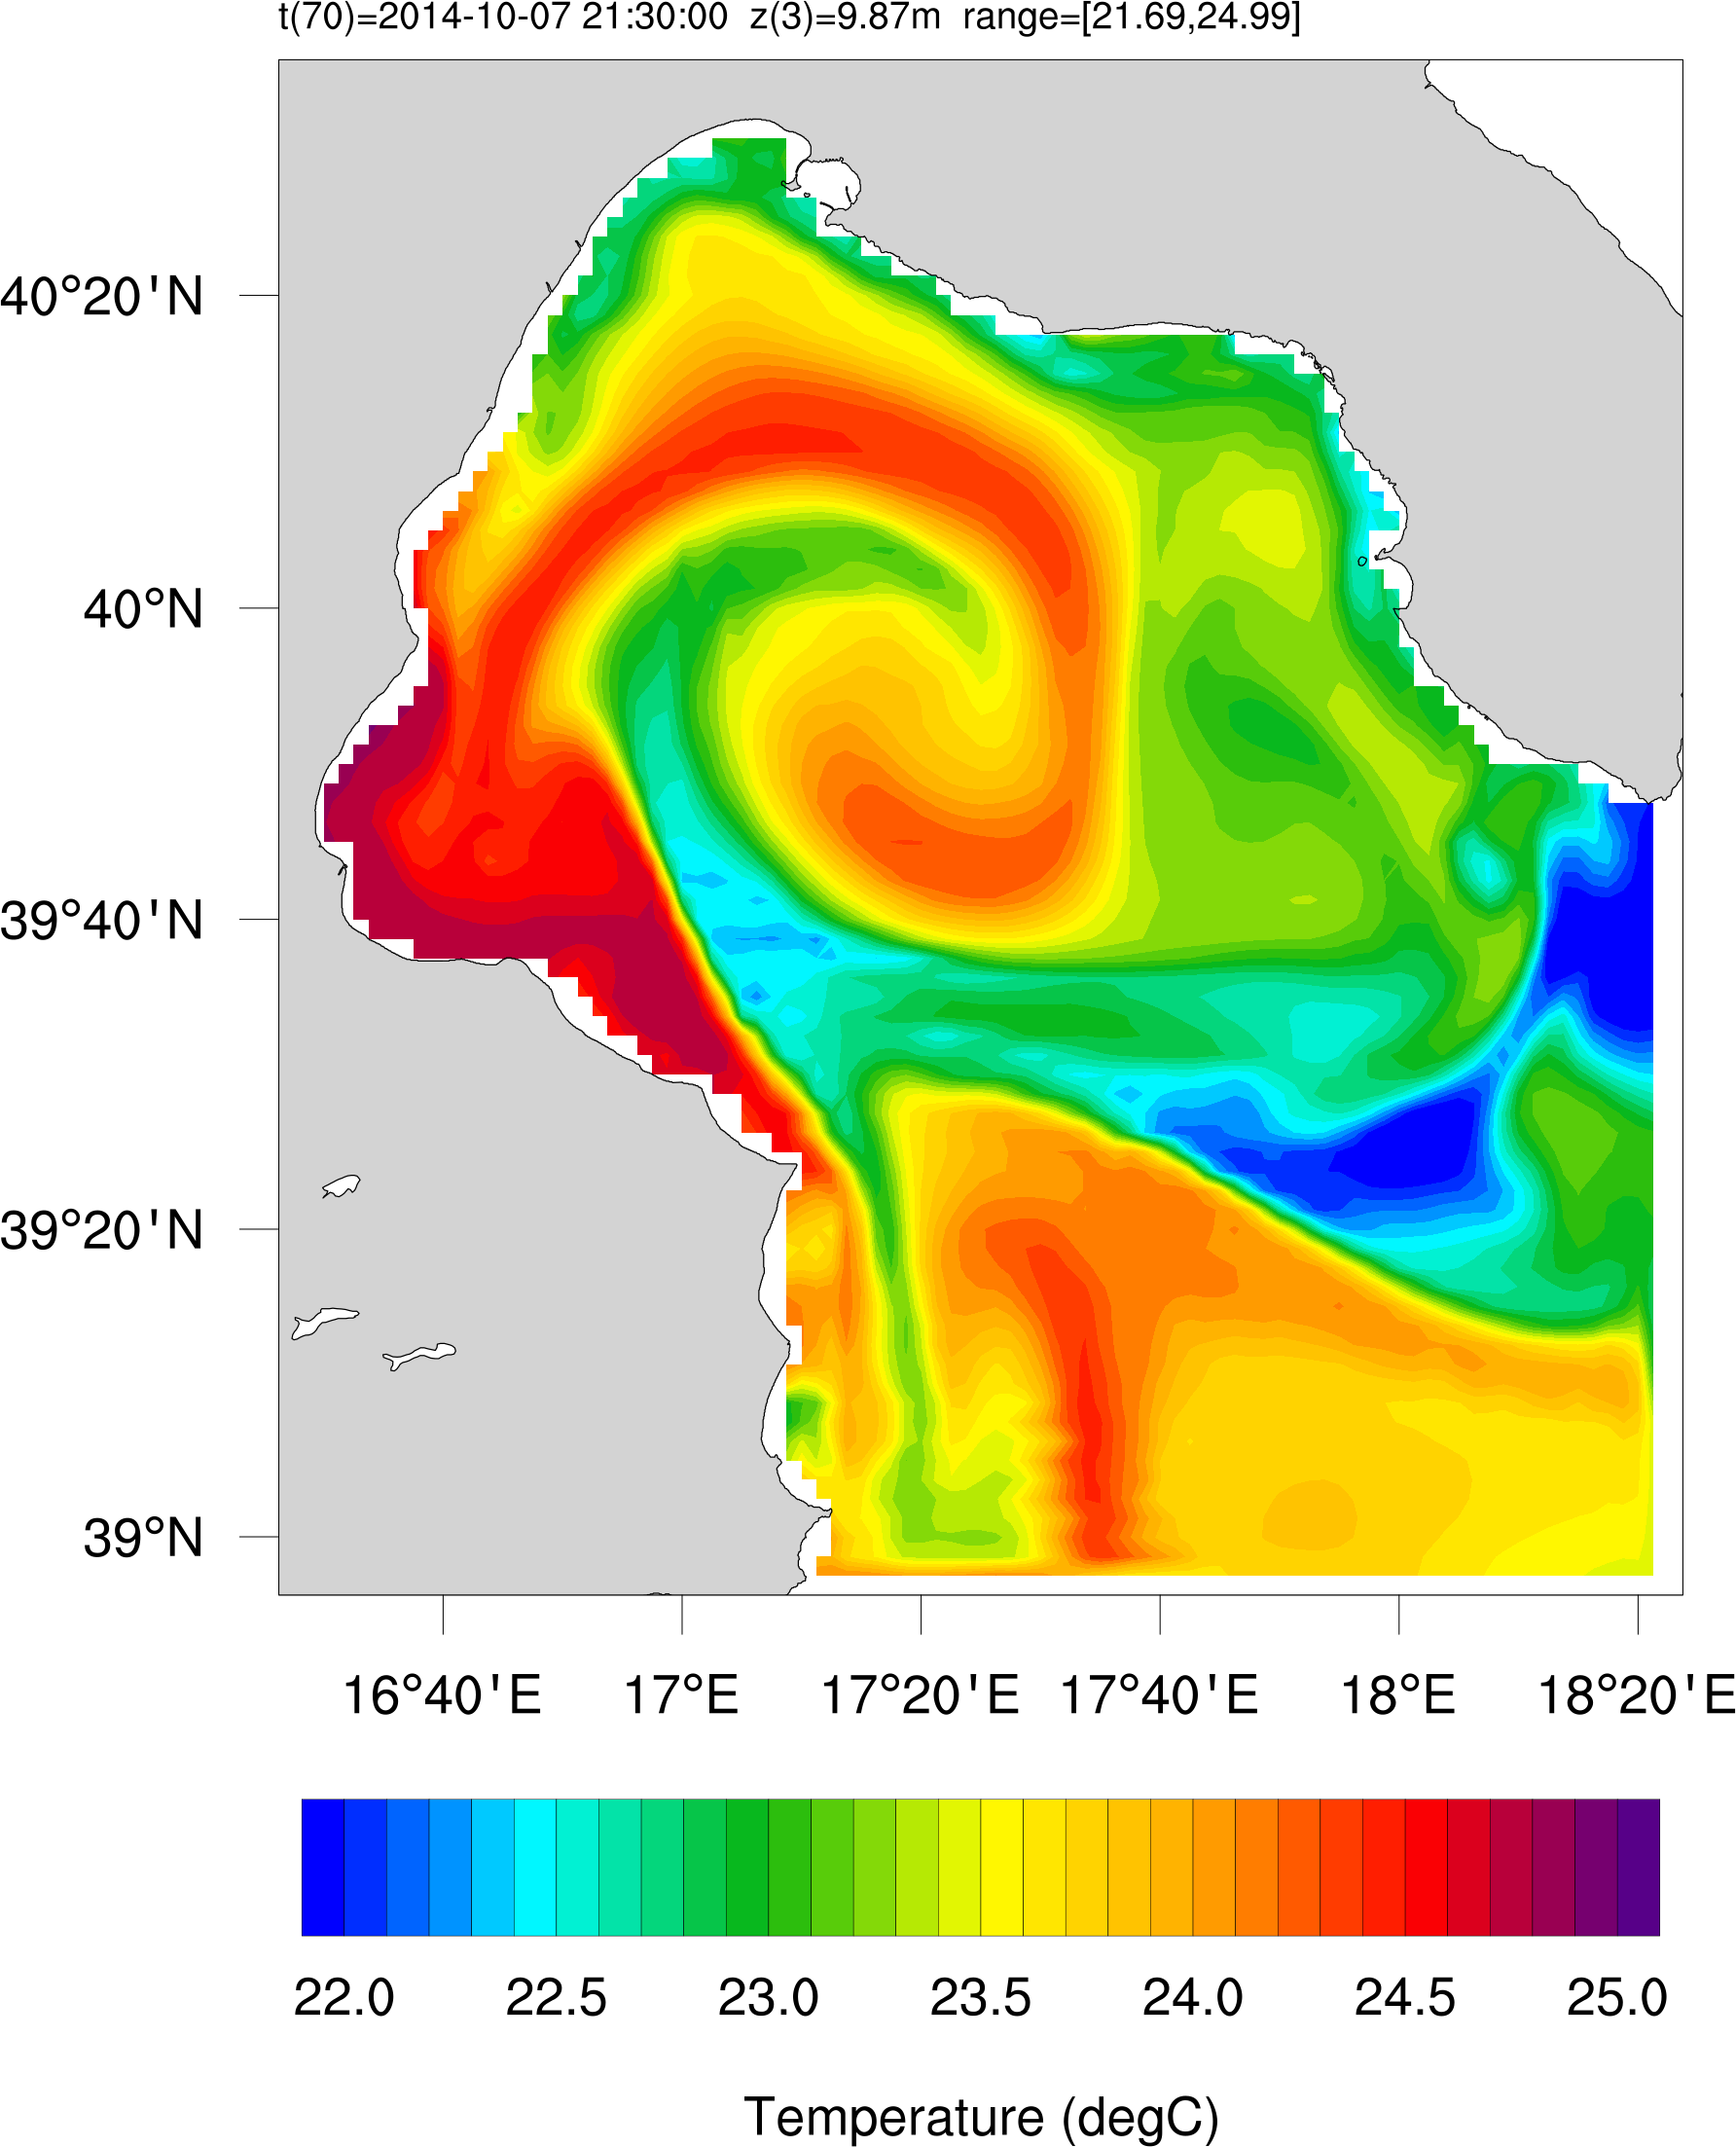 t(70)=2014-10-07 21:30:00  z(3)=9.87m  range=[21.69,24.99]
40°20'N
40°N
39°40'N
39°20'N
39°N
16°40'E 17°E 17°20'E 17°40'E 18°E 18°20'E
22.0 22.5 23.0 23.5 24.0 24.5 25.0
Temperature (degC)